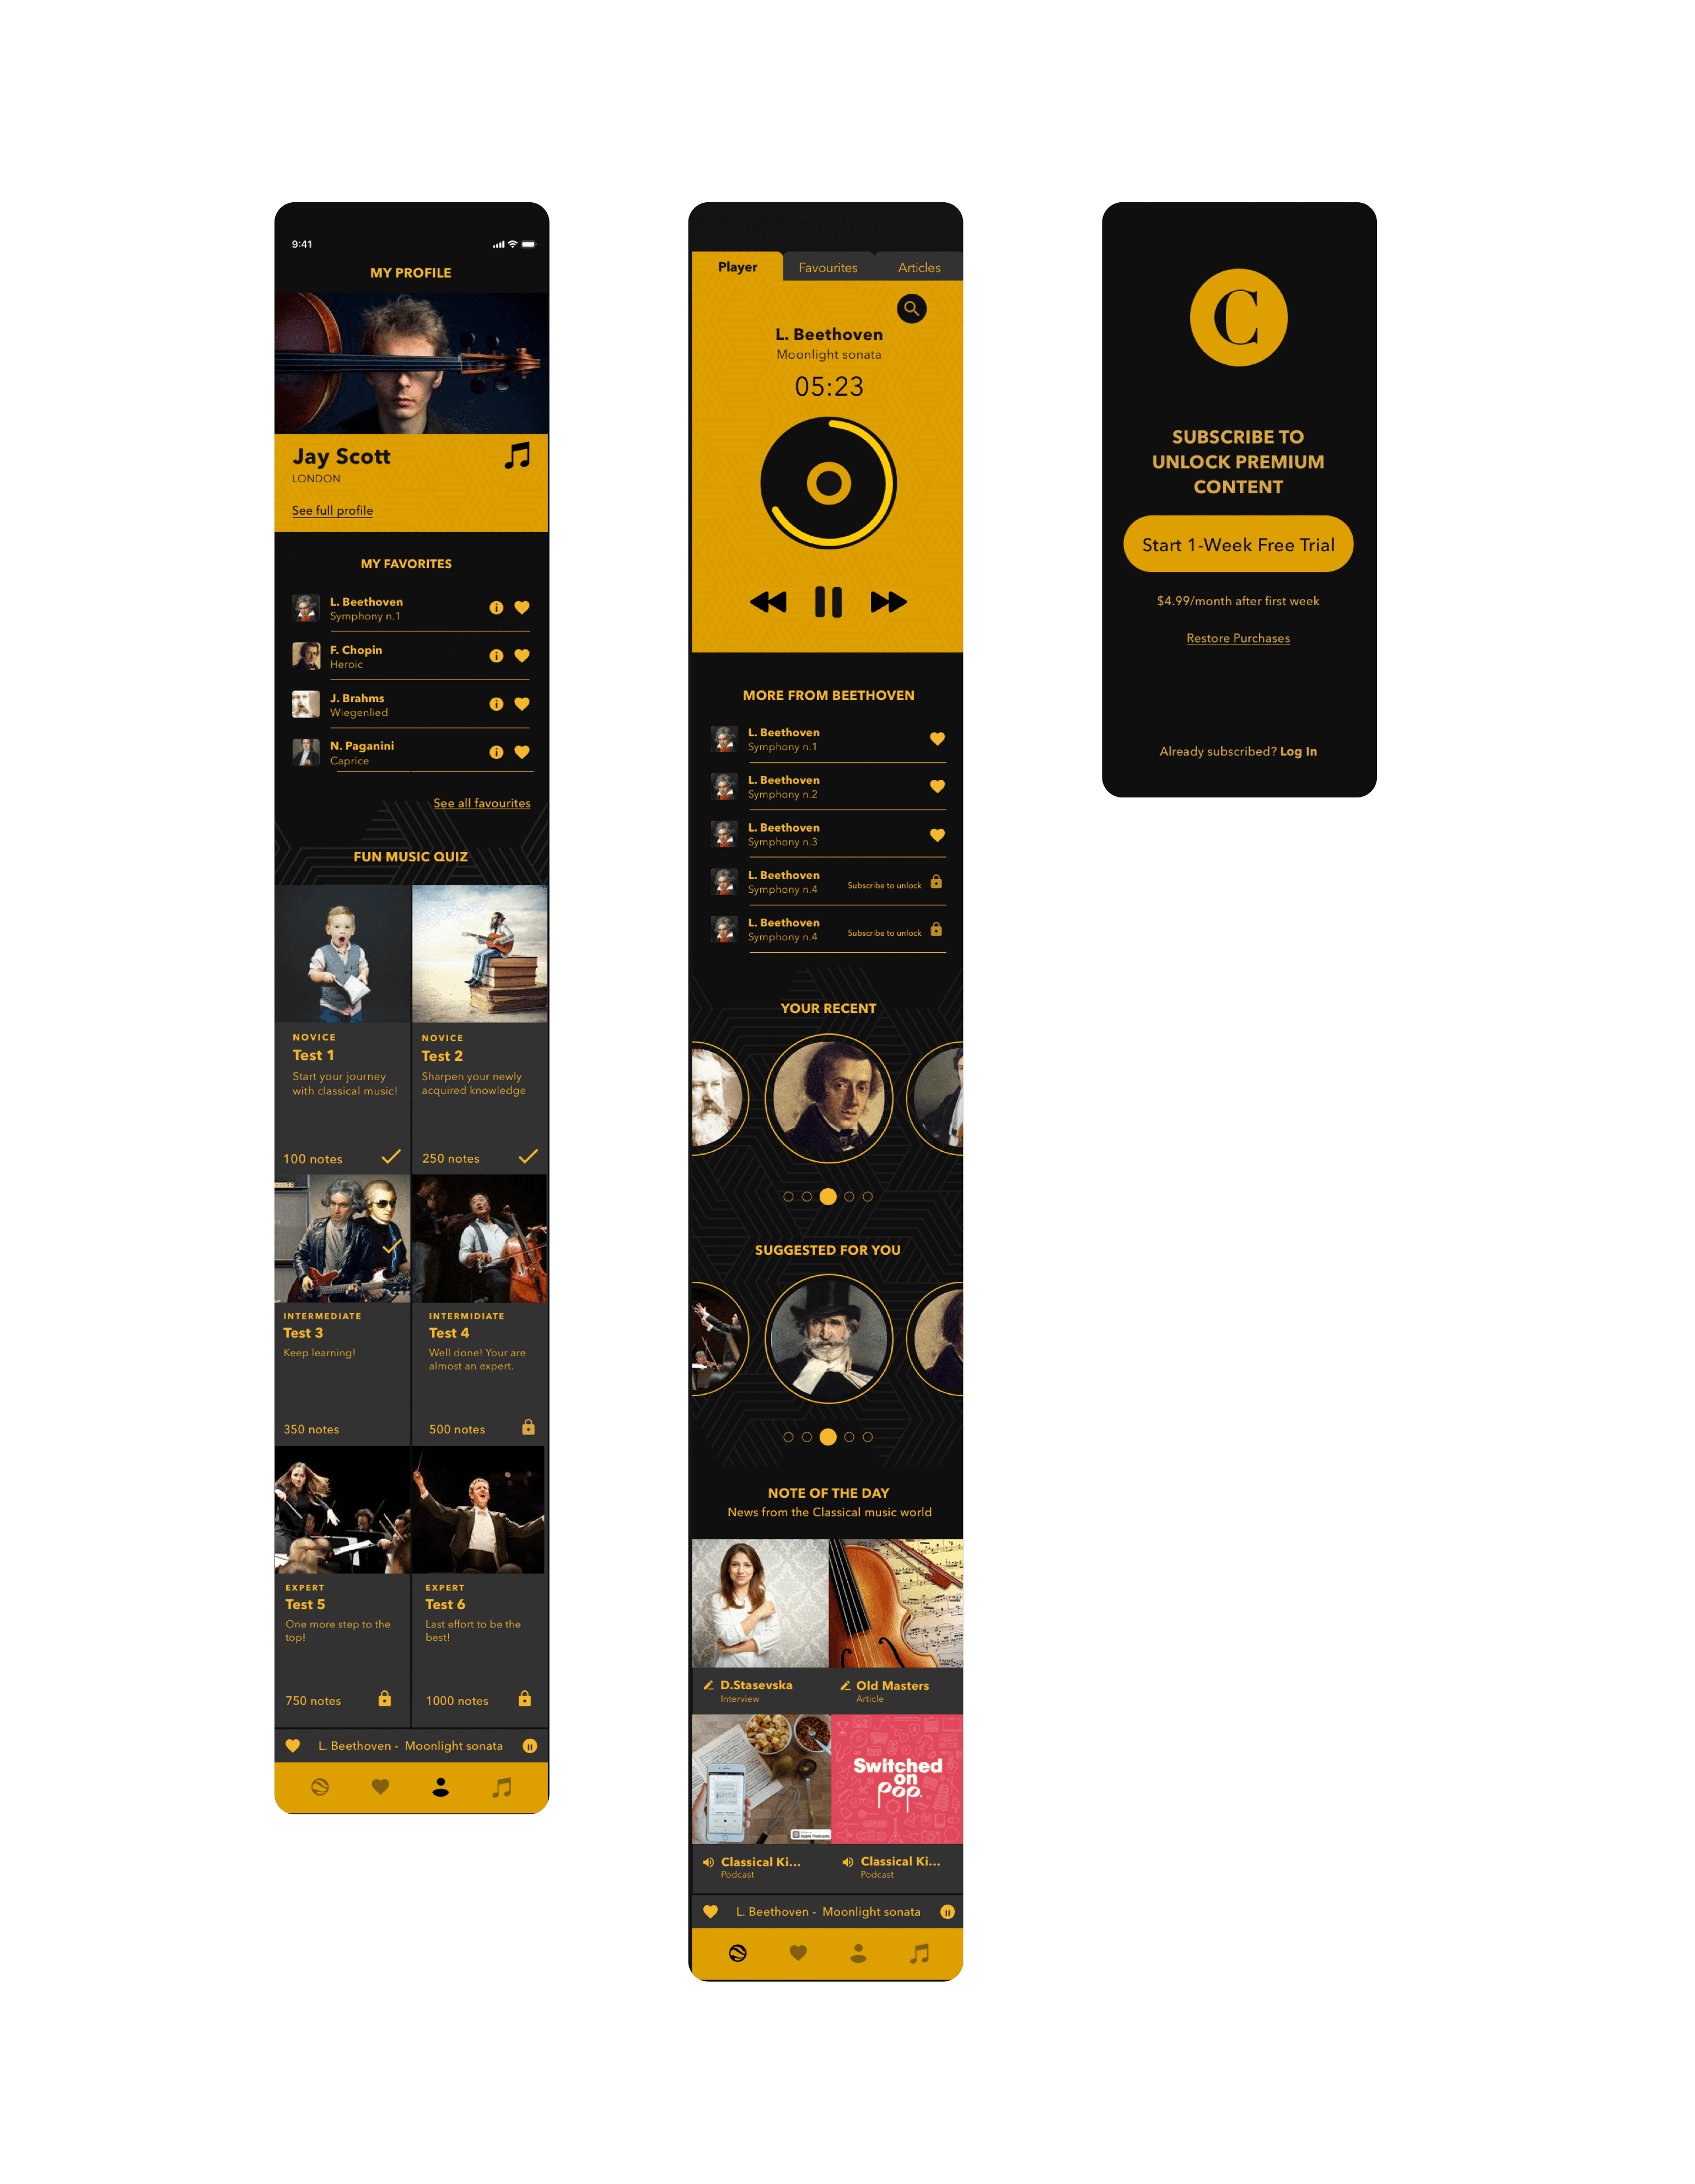 9:41
MY PROFILE
Jay Scott
LONDON
See full profile
MY FAVORITES
L. Beethoven
Symphony n.1
F. Chopin
Heroic
J. Brahms
Wiegenlied
N. Paganini
Caprice
See all favourites
FUN MUSIC QUIZ
NOVICE
Test 1
Start your journey
with classical music!
100 notes
NOVICE
Test 2
Sharpen your newly
acquired knowledge
250 notes
INTERMEDIATE
Test 3
Keep learning!
350 notes
INTERMIDIATE
Test 4
Well done! Your are
almost an expert.
500 notes
EXPERT
Test 5
One more step to the
top!
750 notes
EXPERT
Test 6
Last effort to be the
best!
1000 notes
L. Beethoven - Moonlight sonata
Player
Favourites
Articles
L. Beethoven
Moonlight sonata
05:23
MORE FROM BEETHOVEN
L. Beethoven
Symphony n.1
L. Beethoven
Symphony n.2
L. Beethoven
Symphony n.3
L. Beethoven
Symphony n.4
Subscribe to unlock
L. Beethoven
Symphony n.4
Subscribe to unlock
YOUR RECENT
SUGGESTED FOR YOU
NOTE OF THE DAY
News from the Classical music world
D.Stasevska
Interview
Old Masters
Article
Apple Podcasts
Switched
on
pop.
Classical Ki...
Podcast
Classical Ki...
Podcast
L. Beethoven - Moonlight sonata
C
SUBSCRIBE TO
UNLOCK PREMIUM
CONTENT
Start 1-Week Free Trial
$4.99/month after first week
Restore Purchases
Already subscribed? Log In